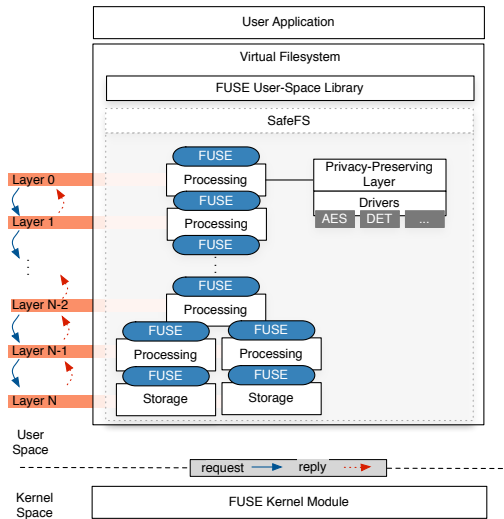 User Application
Virtual Filesystem
FUSE User-Space Library
SafeFS
FUSE
Layer 0
Processing
Privacy-Preserving
Layer
Drivers
AES DET ...
FUSE
Layer 1
Processing
FUSE
FUSE
Layer N-2
Processing
FUSE FUSE
Layer N-1
Processing Processing
FUSE FUSE
Layer N
Storage Storage
User
Space
request reply
Kernel
Space
FUSE Kernel Module